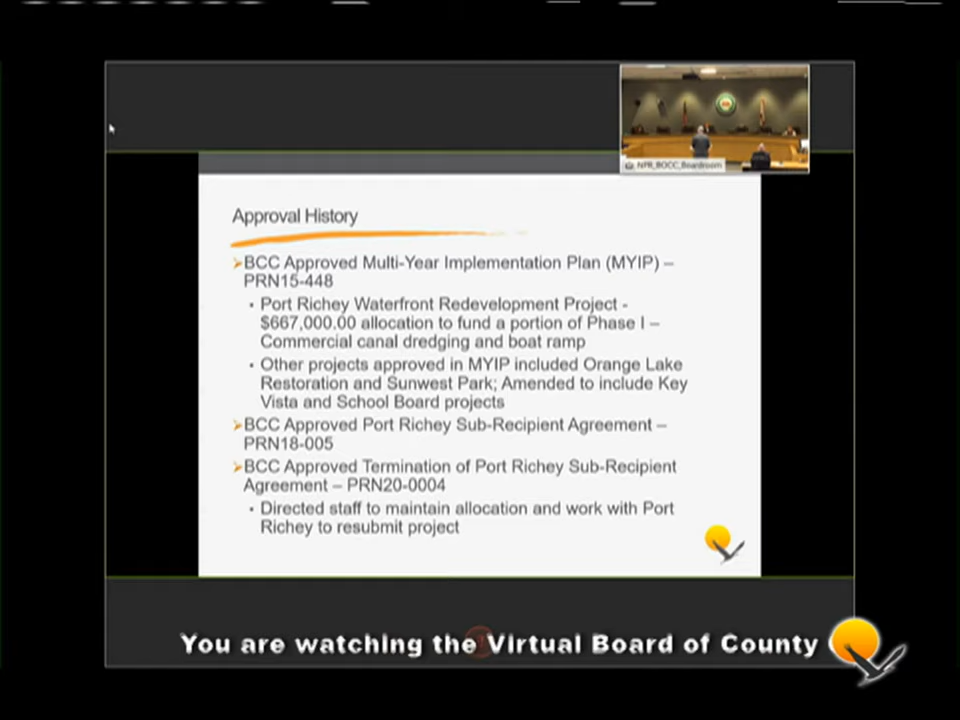 NPR_BOCC_Boardroom
Approval History
➢BCC Approved Multi-Year Implementation Plan (MYIP) –
PRN15-448
▪ Port Richey Waterfront Redevelopment Project -
$667,000.00 allocation to fund a portion of Phase I –
Commercial canal dredging and boat ramp
▪ Other projects approved in MYIP included Orange Lake
Restoration and Sunwest Park; Amended to include Key
Vista and School Board projects
➢BCC Approved Port Richey Sub-Recipient Agreement –
PRN18-005
➢BCC Approved Termination of Port Richey Sub-Recipient
Agreement – PRN20-0004
▪ Directed staff to maintain allocation and work with Port
Richey to resubmit project
You are watching the Virtual Board of County